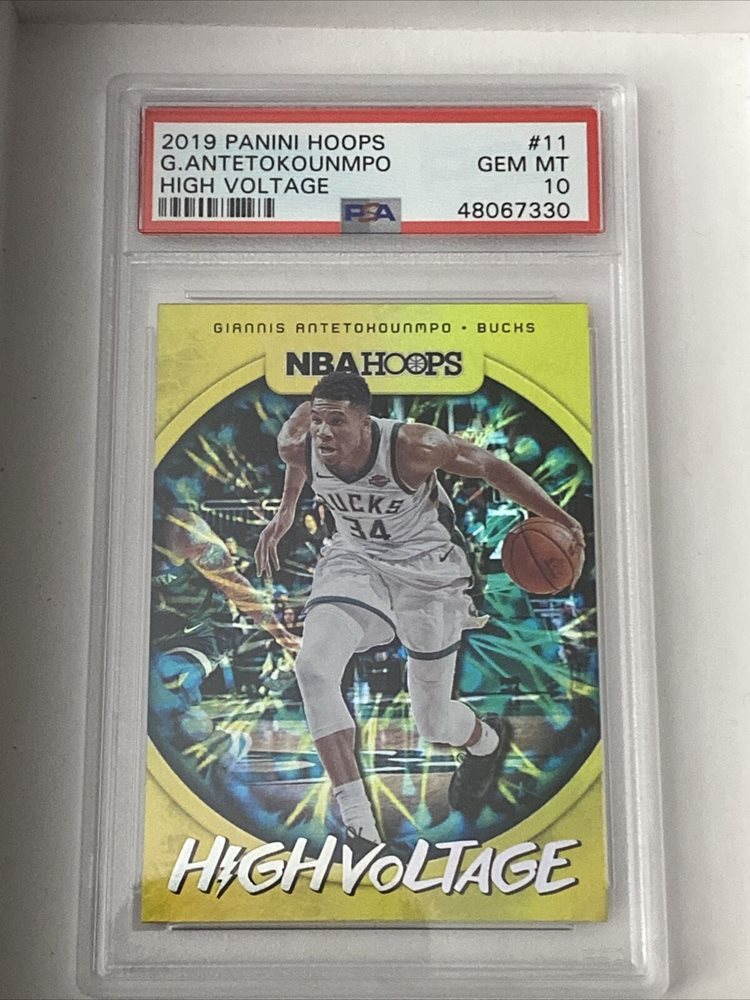 2019 PANINI HOOPS #11
G.ANTETOKOUNMPO GEM MT
HIGH VOLTAGE 10
PSA 48067330
GIANNIS ANTETOKOUNMPO • BUCKS
NBA HOOPS
BUCKS
34
HIGH VOLTAGE